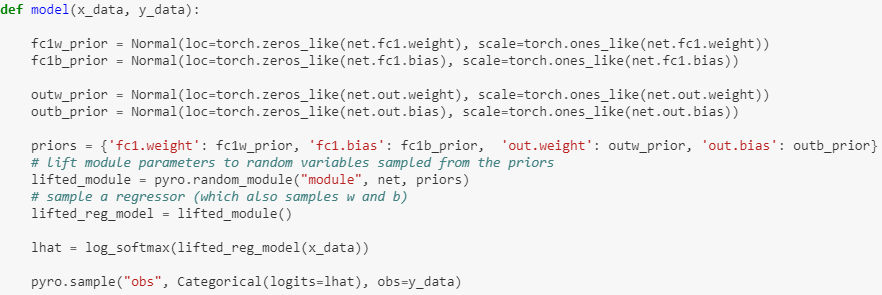 def model(x_data, y_data):
fc1w_prior = Normal(loc=torch.zeros_like(net.fc1.weight), scale=torch.ones_like(net.fc1.weight))
fc1b_prior = Normal(loc=torch.zeros_like(net.fc1.bias), scale=torch.ones_like(net.fc1.bias))
outw_prior = Normal(loc=torch.zeros_like(net.out.weight), scale=torch.ones_like(net.out.weight))
outb_prior = Normal(loc=torch.zeros_like(net.out.bias), scale=torch.ones_like(net.out.bias))
priors = {'fc1.weight': fc1w_prior, 'fc1.bias': fc1b_prior,  'out.weight': outw_prior, 'out.bias': outb_prior}
# lift module parameters to random variables sampled from the priors
lifted_module = pyro.random_module("module", net, priors)
# sample a regressor (which also samples w and b)
lifted_reg_model = lifted_module()
lhat = log_softmax(lifted_reg_model(x_data))
pyro.sample("obs", Categorical(logits=lhat), obs=y_data)